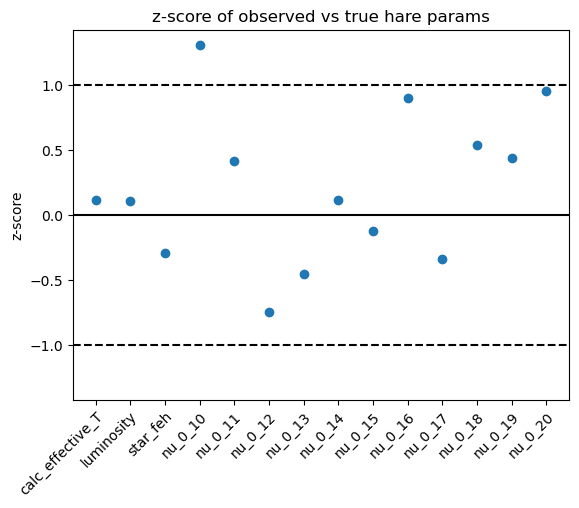 z-score of observed vs true hare params
z-score
1.0
0.5
0.0
−0.5
−1.0
calc_effective_T
luminosity
star_feh
nu_0_10
nu_0_11
nu_0_12
nu_0_13
nu_0_14
nu_0_15
nu_0_16
nu_0_17
nu_0_18
nu_0_19
nu_0_20